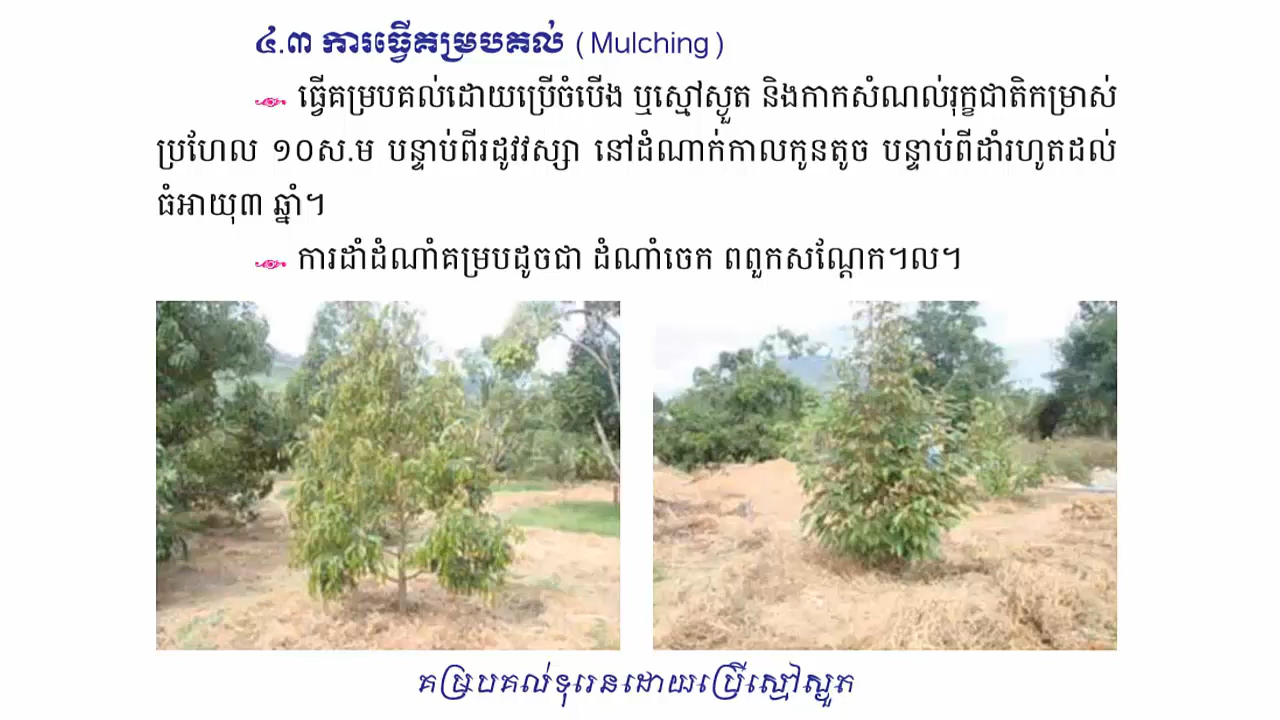 ៤.៣ ការធ្វើគម្របគល់ (Mulching)
ធ្វើគម្របគល់ដោយប្រើចំបើង ឬស្មៅស្ងួត និងកាកសំណល់រុក្ខជាតិកម្រាស់
ប្រហែល ១០ស.ម បន្ទាប់ពីរដូវវស្សា នៅដំណាក់កាលកូនតូច បន្ទាប់ពីដាំរហូតដល់
ធំអាយុ៣ ឆ្នាំ។
ការដាំដំណាំគម្របដូចជា ដំណាំចេក ពពួកសណ្តែក។ល។
គម្របគល់ទុរេនដោយប្រើស្មៅស្ងួត